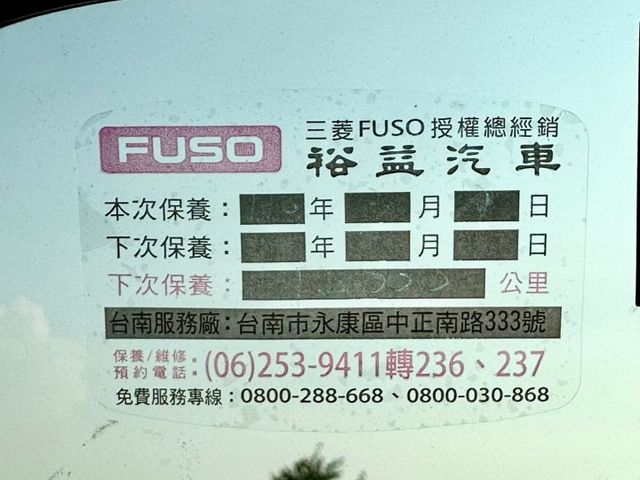 FUSO
三菱FUSO授權總經銷
裕益汽車
本次保養：年 月 日
下次保養：年 月 日
下次保養：公里
台南服務廠：台南市永康區中正南路333號
保養/維修
預約電話：(06)253-9411轉236、237
免費服務專線：0800-288-668、0800-030-868